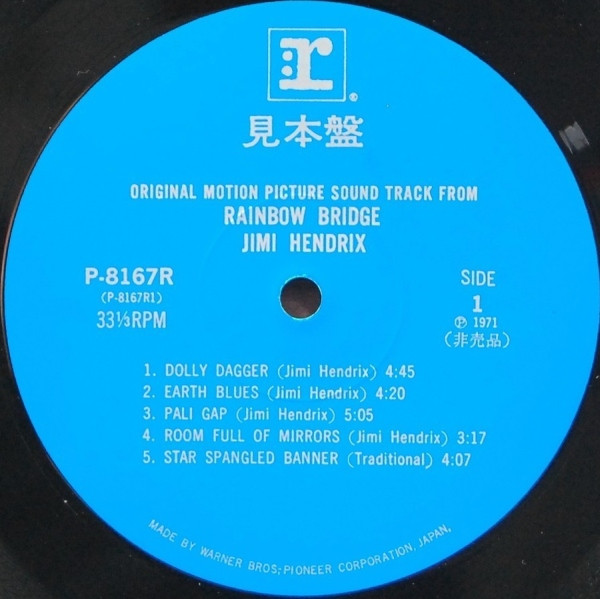 r
®
見本盤
ORIGINAL MOTION PICTURE SOUND TRACK FROM
RAINBOW BRIDGE
JIMI HENDRIX
P-8167R
(P-8167R1)
33⅓RPM
SIDE
1
Ⓟ 1971
(非売品)
1. DOLLY DAGGER (Jimi Hendrix) 4:45
2. EARTH BLUES (Jimi Hendrix) 4:20
3. PALI GAP (Jimi Hendrix) 5:05
4. ROOM FULL OF MIRRORS (Jimi Hendrix) 3:17
5. STAR SPANGLED BANNER (Traditional) 4:07
MADE BY WARNER BROS; PIONEER CORPORATION, JAPAN.